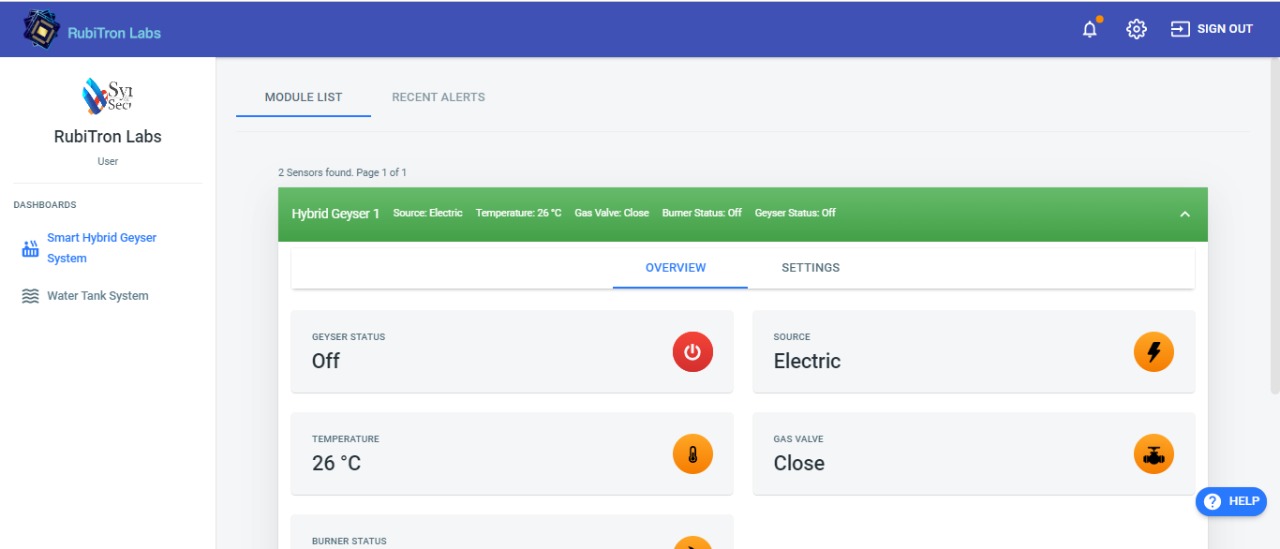 RubiTron Labs
SIGN OUT
RubiTron Labs
User
DASHBOARDS
Smart Hybrid Geyser
System
Water Tank System
MODULE LIST
RECENT ALERTS
2 Sensors found. Page 1 of 1
Hybrid Geyser 1 Source: Electric Temperature: 26 °C Gas Valve: Close Burner Status: Off Geyser Status: Off
OVERVIEW
SETTINGS
GEYSER STATUS
Off
SOURCE
Electric
TEMPERATURE
26 °C
GAS VALVE
Close
BURNER STATUS
? HELP